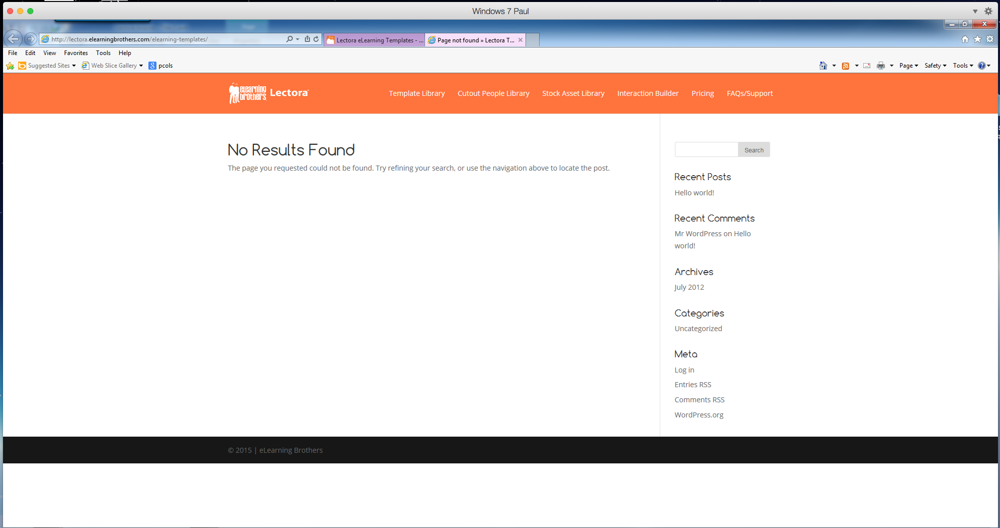 Windows 7 Paul
http://lectora.elearningbrothers.com/elearning-templates/
Lectora eLearning Templates - ...
Page not found » Lectora T...
File Edit View Favorites Tools Help
Suggested Sites Web Slice Gallery pcols
Page Safety Tools
eLearning brothers Lectora
Template Library Cutout People Library Stock Asset Library Interaction Builder Pricing FAQs/Support
No Results Found
The page you requested could not be found. Try refining your search, or use the navigation above to locate the post.
Search
Recent Posts
Hello world!
Recent Comments
Mr WordPress on Hello
world!
Archives
July 2012
Categories
Uncategorized
Meta
Log in
Entries RSS
Comments RSS
WordPress.org
© 2015 | eLearning Brothers